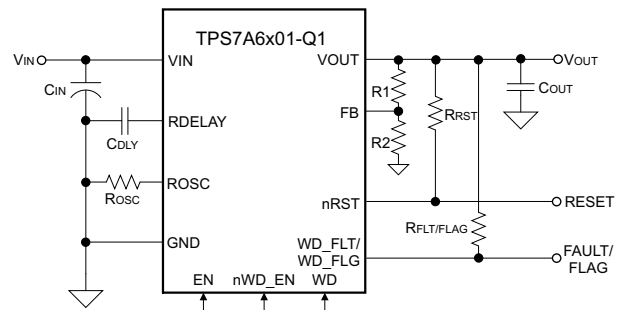 TPS7A6x01-Q1
VIN
VIN
VOUT
VOUT
CIN
R1
COUT
CDLY
RDELAY
FB
RRST
R2
ROSC
ROSC
nRST
RESET
RFLT/FLAG
GND
WD_FLT/
WD_FLG
FAULT/
FLAG
EN
nWD_EN
WD